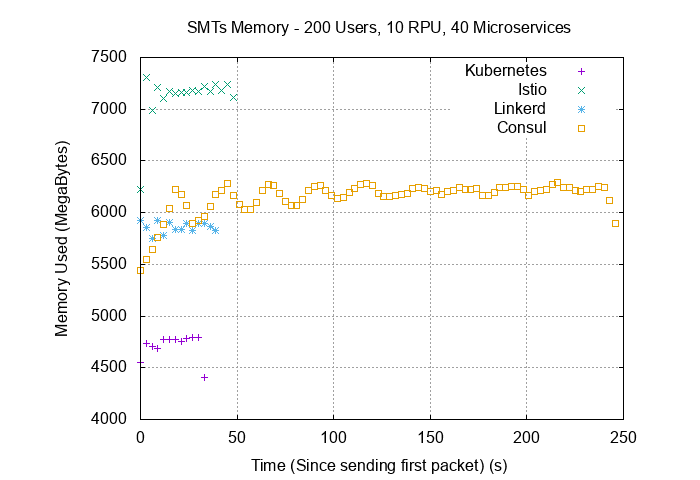 SMTs Memory - 200 Users, 10 RPU, 40 Microservices
7500
7000
6500
6000
5500
5000
4500
4000
Memory Used (MegaBytes)
Kubernetes
Istio
Linkerd
Consul
0 50 100 150 200 250
Time (Since sending first packet) (s)